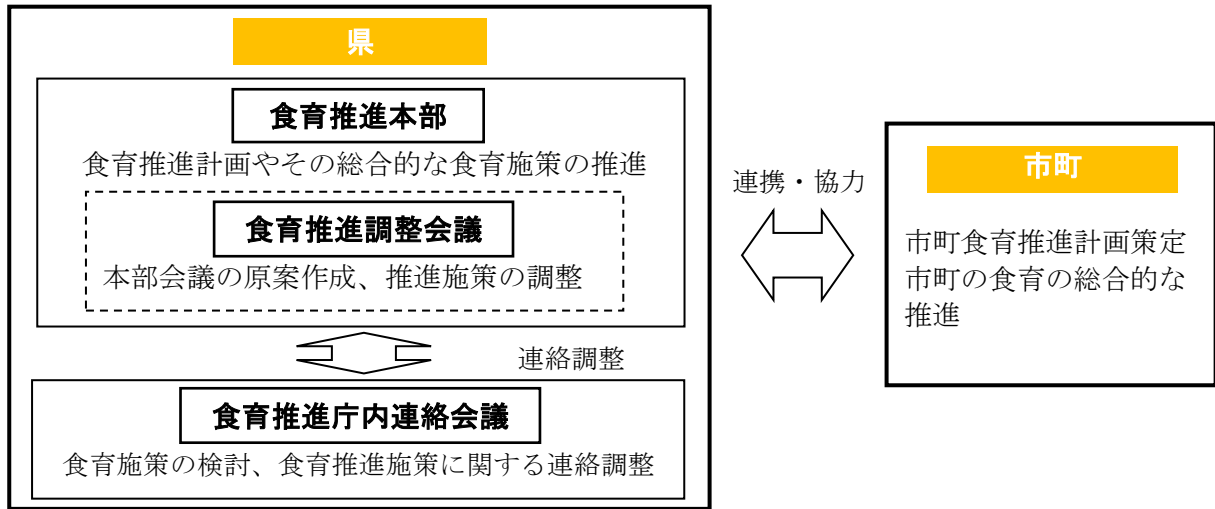 県
食育推進本部
食育推進計画やその総合的な食育施策の推進
食育推進調整会議
本部会議の原案作成、推進施策の調整
連絡調整
食育推進庁内連絡会議
食育施策の検討、食育推進施策に関する連絡調整
連携・協力
市町
市町食育推進計画策定
市町の食育の総合的な
推進